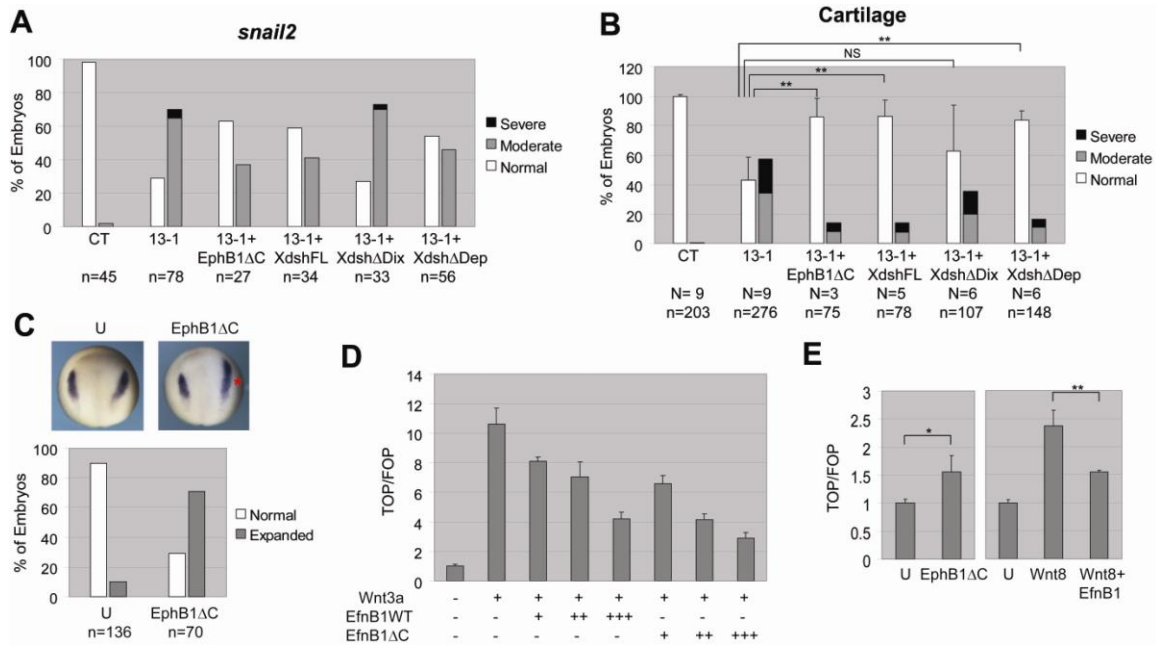 A
snail2
% of Embryos
100
80
60
40
20
0
Severe
Moderate
Normal
CT
13-1
13-1+ EphB1ΔC
13-1+ XdshFL
13-1+ XdshΔDix
13-1+ XdshΔDep
n=45 n=78 n=27 n=34 n=33 n=56
B
Cartilage
**
NS
**
**
% of Embryos
120
100
80
60
40
20
0
Severe
Moderate
Normal
CT
13-1
13-1+ EphB1ΔC
13-1+ XdshFL
13-1+ XdshΔDix
13-1+ XdshΔDep
N= 9 N=9 N=3 N=5 N=6 N=6
n=203 n=276 n=75 n=78 n=107 n=148
C
U EphB1ΔC
*
% of Embryos
100
80
60
40
20
0
Normal
Expanded
U EphB1ΔC
n=136 n=70
D
TOP/FOP
14
12
10
8
6
4
2
0
Wnt3a - + + + + + + +
EfnB1WT - - + ++ +++ - - -
EfnB1ΔC - - - - - + ++ +++
E
TOP/FOP
3
2.5
2
1.5
1
0.5
0
*
**
U EphB1ΔC
U Wnt8 Wnt8+ EfnB1